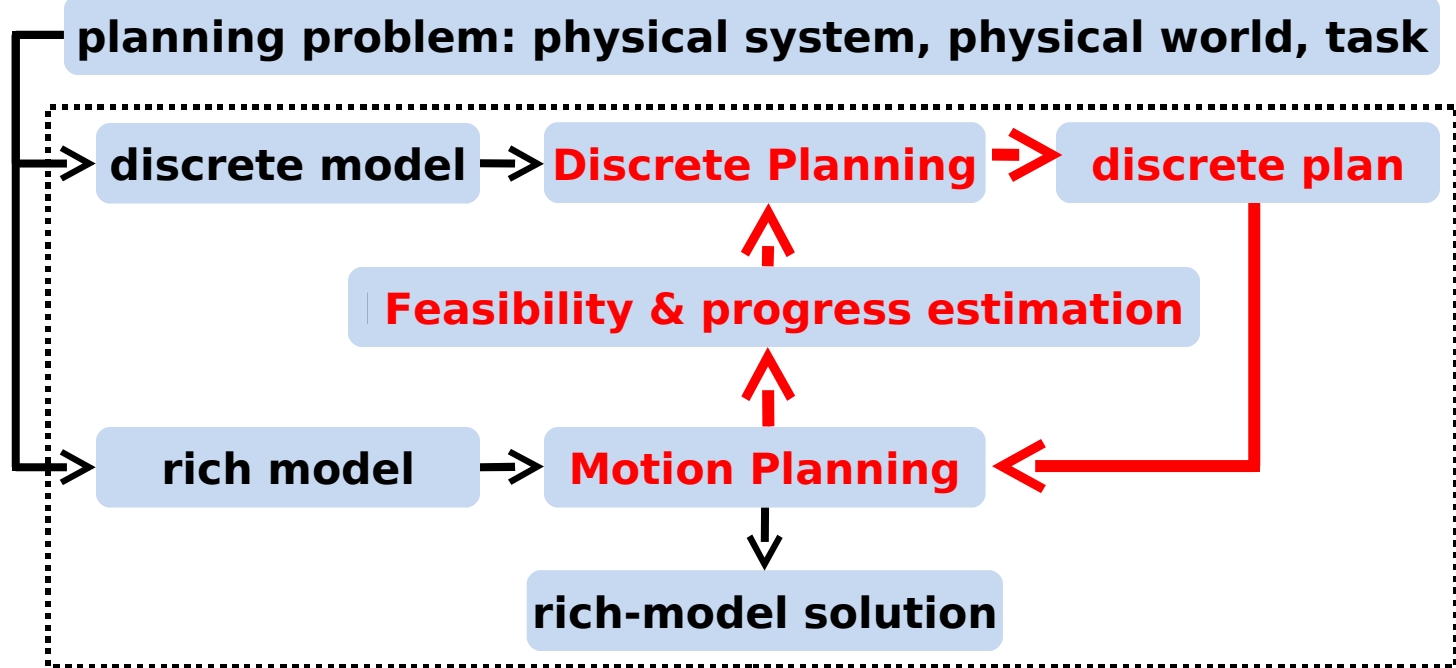 planning problem: physical system, physical world, task
discrete model
Discrete Planning
discrete plan
Feasibility & progress estimation
rich model
Motion Planning
rich-model solution